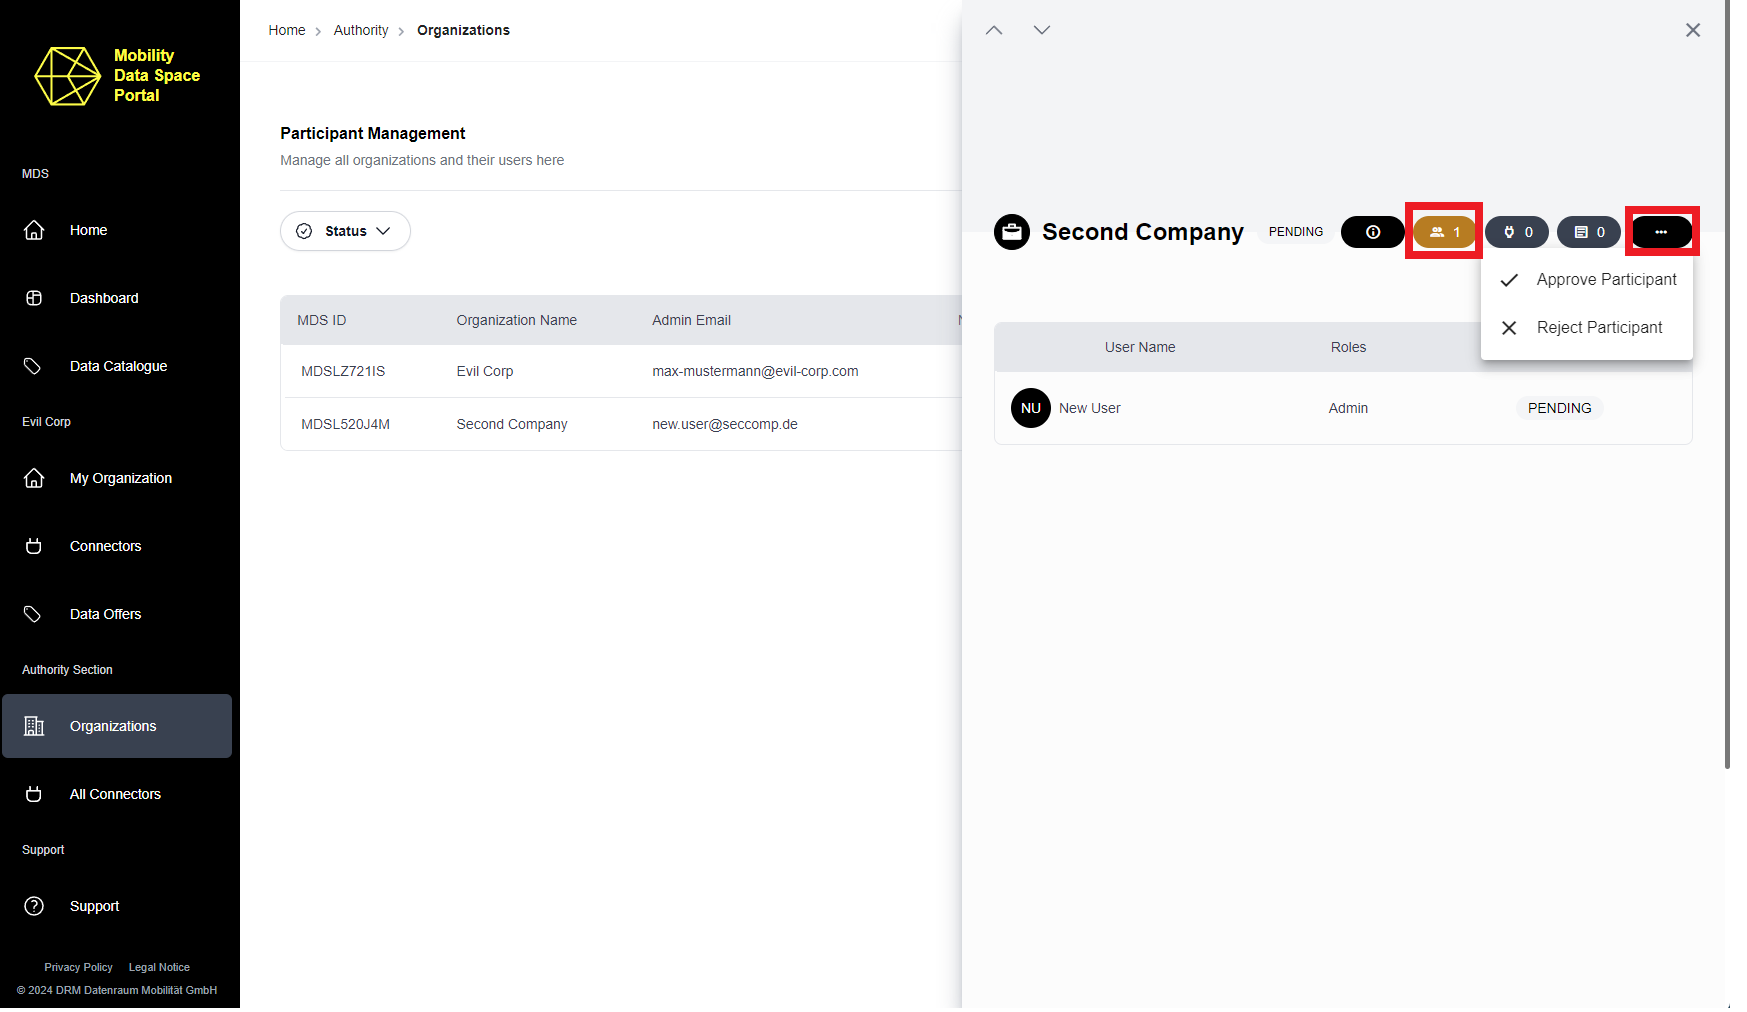 Mobility
Data Space
Portal
MDS
Home
Dashboard
Data Catalogue
Evil Corp
My Organization
Connectors
Data Offers
Authority Section
Organizations
All Connectors
Support
Support
Privacy Policy Legal Notice
© 2024 DRM Datenraum Mobilität GmbH
Home Authority Organizations
Participant Management
Manage all organizations and their users here
Status
MDS ID Organization Name Admin Email
MDSLZ721IS Evil Corp max-mustermann@evil-corp.com
MDSL520J4M Second Company new.user@seccomp.de
Second Company PENDING 1 0 0
Approve Participant
Reject Participant
User Name Roles
NU New User Admin PENDING